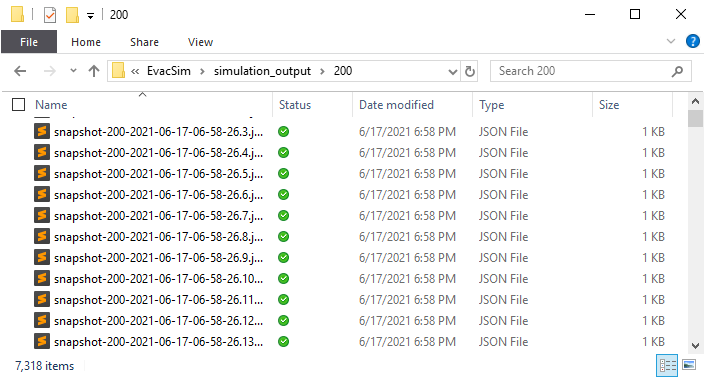 200
File Home Share View
« EvacSim › simulation_output › 200 Search 200
Name Status Date modified Type Size
snapshot-200-2021-06-17-06-58-26.3.j... 6/17/2021 6:58 PM JSON File 1 KB
snapshot-200-2021-06-17-06-58-26.4.j... 6/17/2021 6:58 PM JSON File 1 KB
snapshot-200-2021-06-17-06-58-26.5.j... 6/17/2021 6:58 PM JSON File 1 KB
snapshot-200-2021-06-17-06-58-26.6.j... 6/17/2021 6:58 PM JSON File 1 KB
snapshot-200-2021-06-17-06-58-26.7.j... 6/17/2021 6:58 PM JSON File 1 KB
snapshot-200-2021-06-17-06-58-26.8.j... 6/17/2021 6:58 PM JSON File 1 KB
snapshot-200-2021-06-17-06-58-26.9.j... 6/17/2021 6:58 PM JSON File 1 KB
snapshot-200-2021-06-17-06-58-26.10... 6/17/2021 6:58 PM JSON File 1 KB
snapshot-200-2021-06-17-06-58-26.11... 6/17/2021 6:58 PM JSON File 1 KB
snapshot-200-2021-06-17-06-58-26.12... 6/17/2021 6:58 PM JSON File 1 KB
snapshot-200-2021-06-17-06-58-26.13... 6/17/2021 6:58 PM JSON File 1 KB
7,318 items